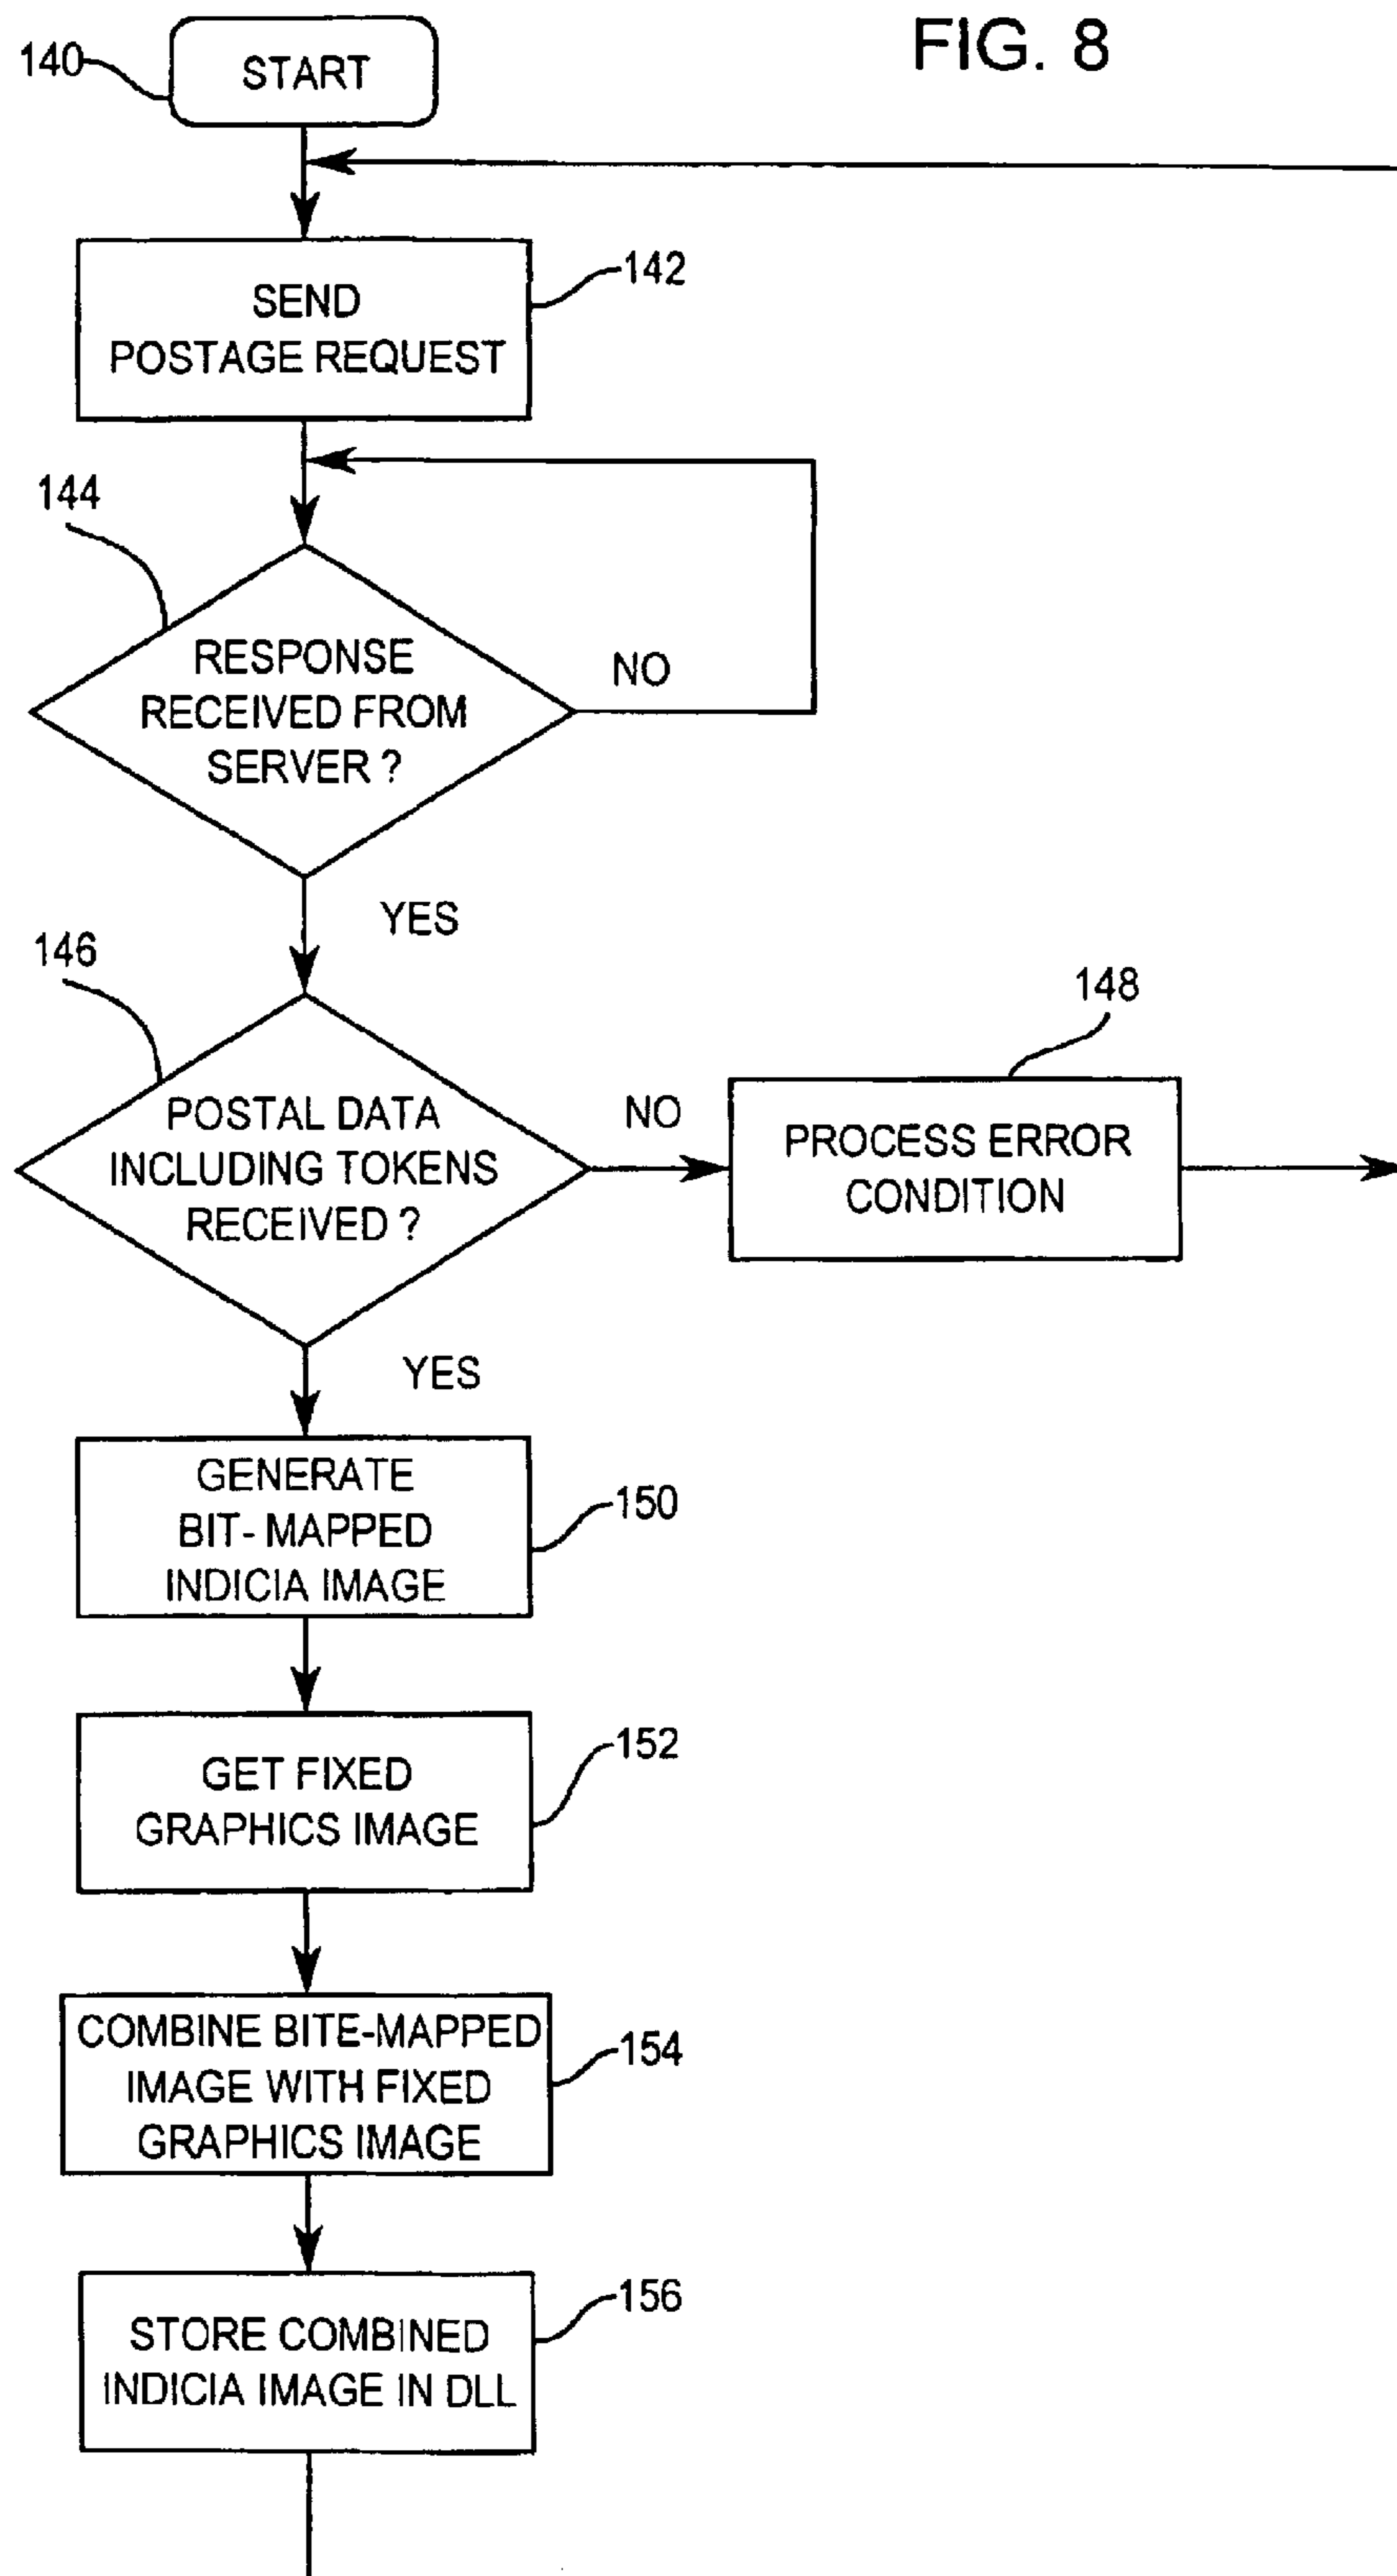 FIG. 8
140
START
142
SEND
POSTAGE REQUEST
144
RESPONSE
RECEIVED FROM
SERVER ?
NO
YES
146
POSTAL DATA
INCLUDING TOKENS
RECEIVED ?
NO
148
PROCESS ERROR
CONDITION
YES
GENERATE
BIT- MAPPED
INDICIA IMAGE
150
GET FIXED
GRAPHICS IMAGE
152
COMBINE BITE-MAPPED
IMAGE WITH FIXED
GRAPHICS IMAGE
154
STORE COMBINED
INDICIA IMAGE IN DLL
156